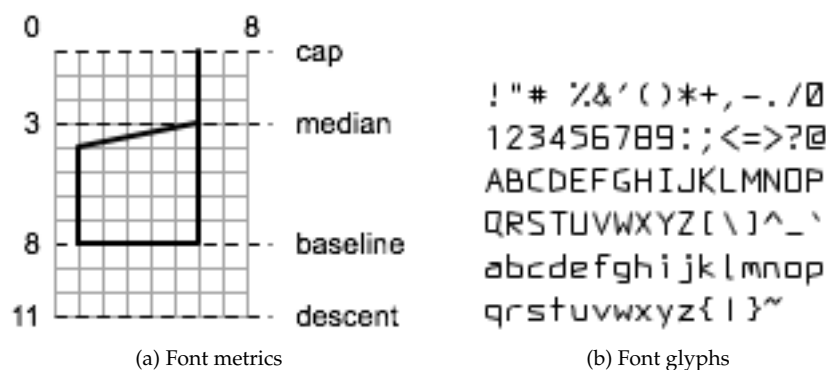 0 8
cap
3 median
8 baseline
11 descent
(a) Font metrics
!"# %&'()*+,-./0
123456789:;<=>?@
ABCDEFGHIJKLMNOP
QRSTUVWXYZ[\]^_`
abcdefghijklmnop
qrstuvwxyz{|}~
(b) Font glyphs